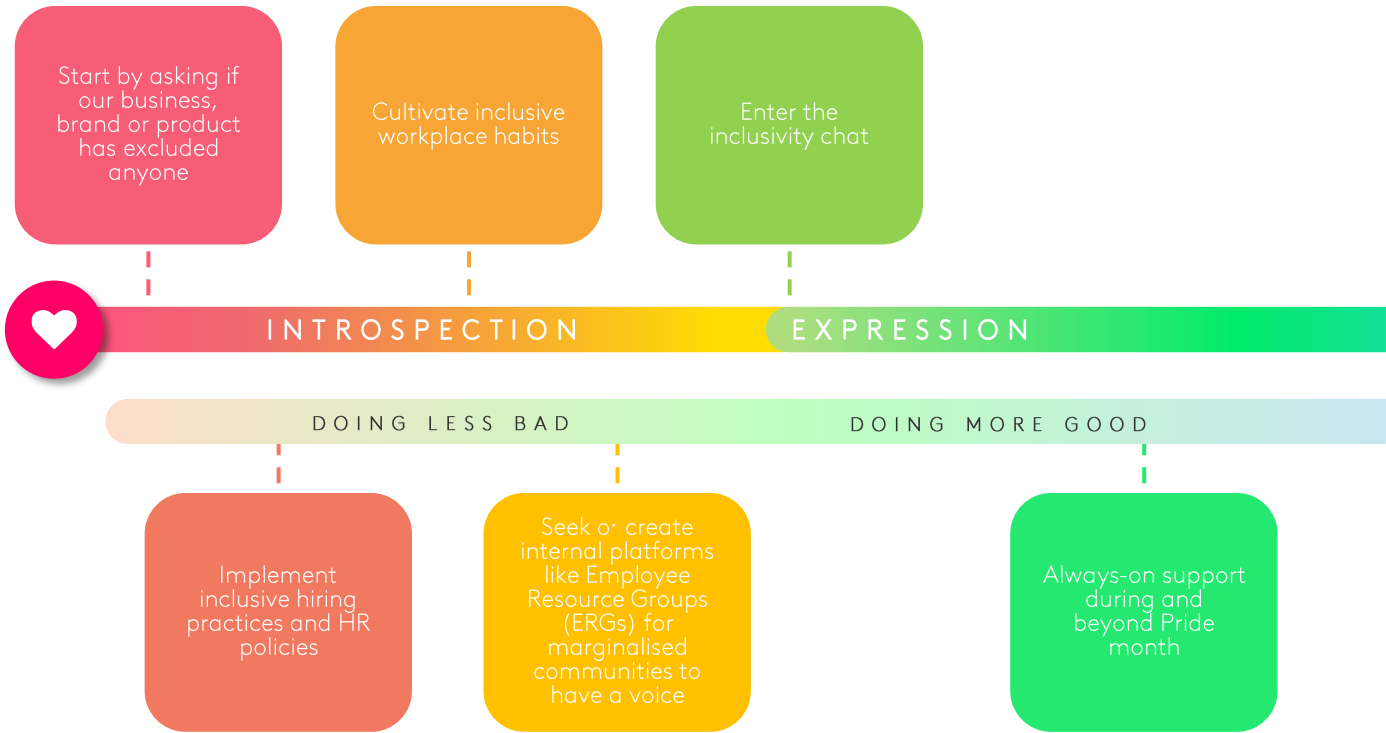 Start by asking if
our business,
brand or product
has excluded
anyone
Cultivate inclusive
workplace habits
Enter the
inclusivity chat
INTROSPECTION
EXPRESSION
DOING LESS BAD
DOING MORE GOOD
Implement
inclusive hiring
practices and HR
policies
Seek or create
internal platforms
like Employee
Resource Groups
(ERGs) for
marginalised
communities to
have a voice
Always-on support
during and
beyond Pride
month